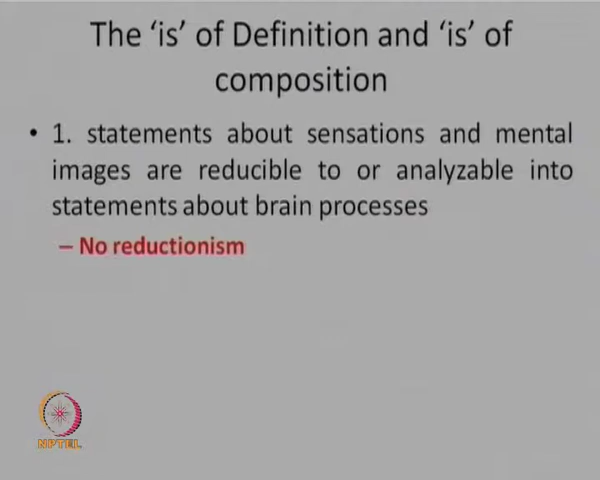 The ‘is’ of Definition and ‘is’ of
composition
• 1. statements about sensations and mental
images are reducible to or analyzable into
statements about brain processes
– No reductionism
NPTEL